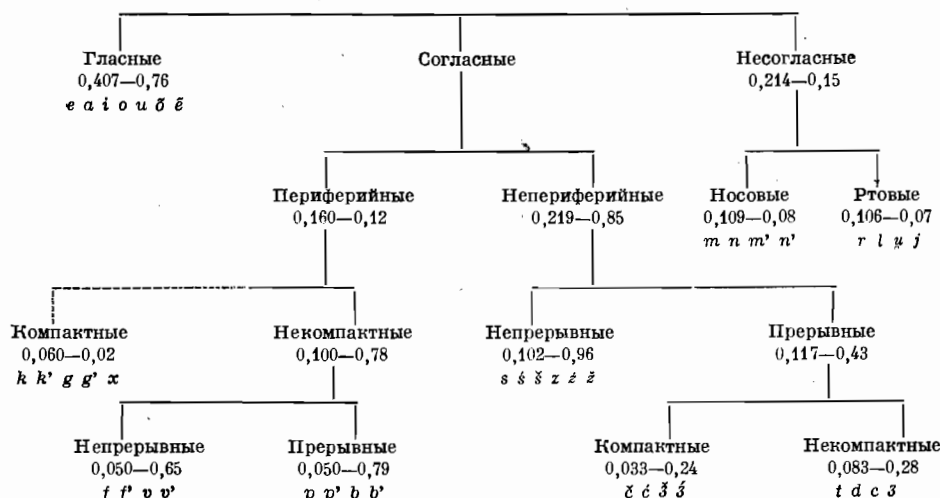 Гласные Согласные Несогласные
0,407—0,76 0,214—0,15
e a i o u õ ẽ
Периферийные Непериферийные Носовые Ртовые
0,160—0,12 0,219—0,85 0,109—0,08 0,106—0,07
m n m' n' r l u̯ j
Компактные Некомпактные Непрерывные Прерывные
0,060—0,02 0,100—0,78 0,102—0,96 0,117—0,43
k k' g g' x s ś š z ź ž
Непрерывные Прерывные Компактные Некомпактные
0,050—0,65 0,050—0,79 0,033—0,24 0,083—0,28
f f' v v' p p' b b' č ć ǯ ʒ́ t d c ʒ